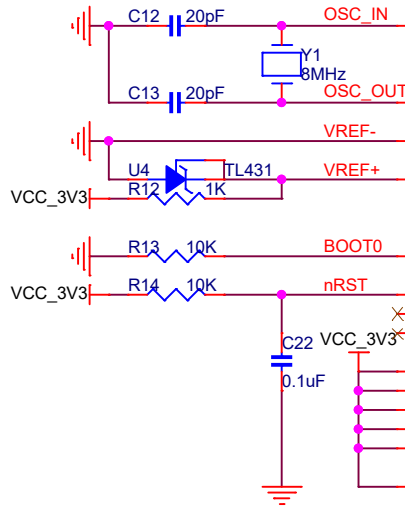 C12 20pF OSC_IN
Y1
8MHz
C13 20pF OSC_OUT
VREF-
U4 TL431 VREF+
R12 1K
VCC_3V3
R13 10K BOOT0
R14 10K nRST
VCC_3V3
VCC_3V3
C22
0.1uF